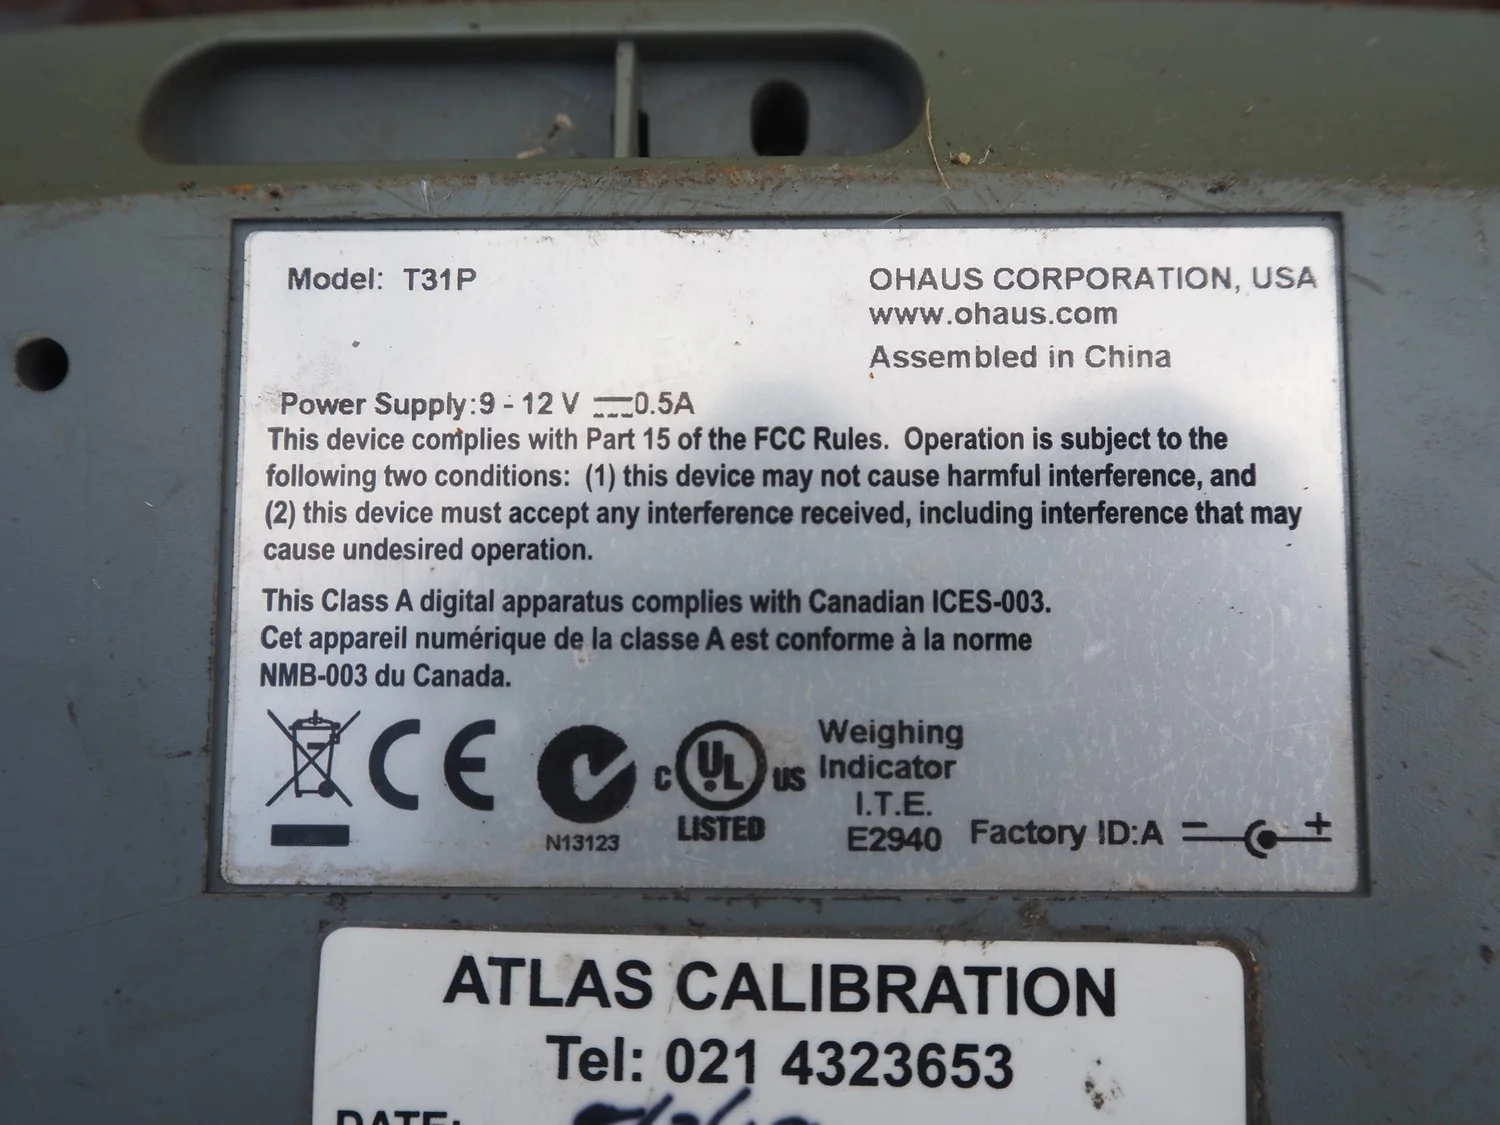 Model: T31P
OHAUS CORPORATION, USA
www.ohaus.com
Assembled in China
Power Supply:9 - 12 V ⎓0.5A
This device complies with Part 15 of the FCC Rules. Operation is subject to the
following two conditions: (1) this device may not cause harmful interference, and
(2) this device must accept any interference received, including interference that may
cause undesired operation.
This Class A digital apparatus complies with Canadian ICES-003.
Cet appareil numérique de la classe A est conforme à la norme
NMB-003 du Canada.
CE
N13123
C UL US
LISTED
Weighing
Indicator
I.T.E.
E2940
Factory ID:A
- +
ATLAS CALIBRATION
Tel: 021 4323653
DATE: